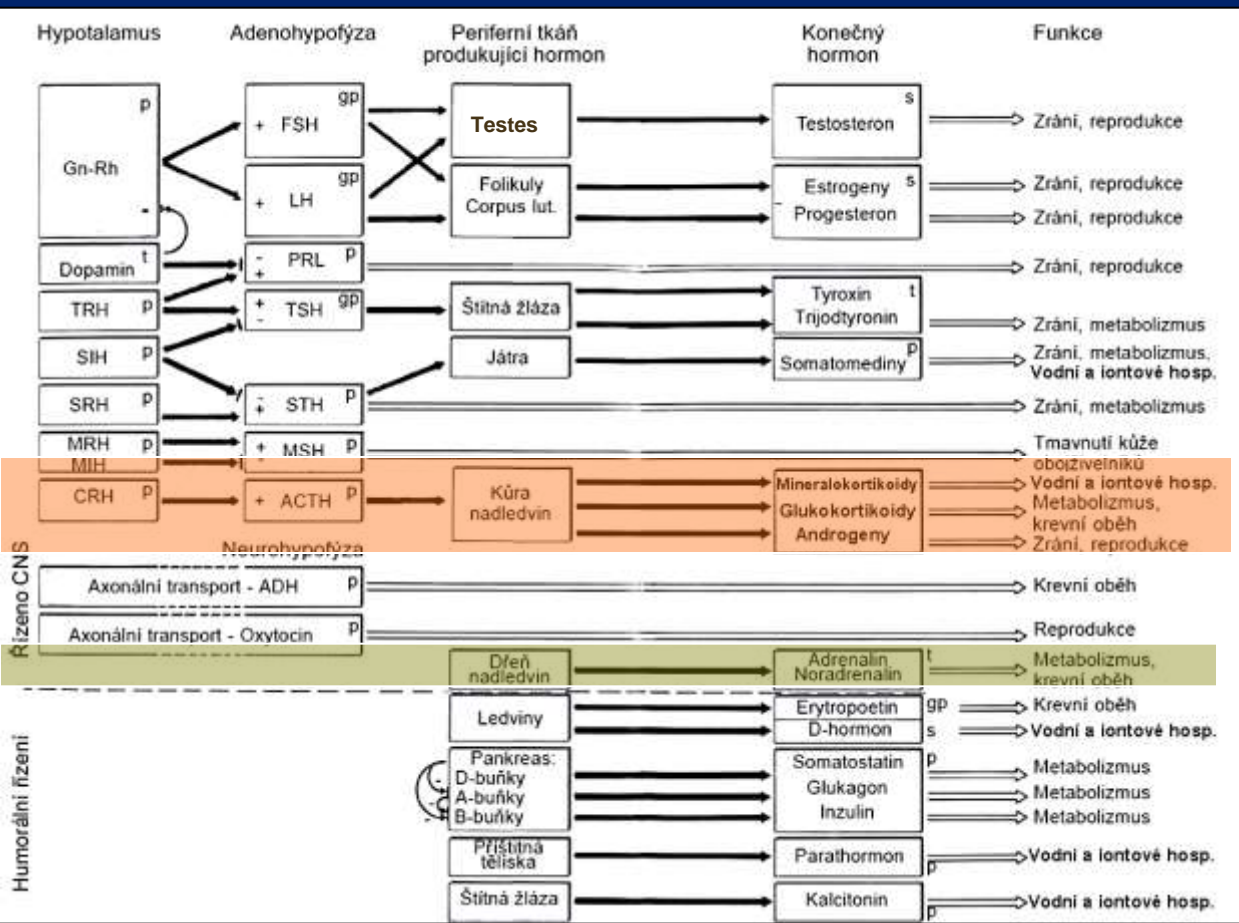 Hypotalamus Adenohypofýza Periferní tkáň Konečný Funkce
produkující hormon hormon
p gp s
+ FSH Testes Testosteron Zrání, reprodukce
Gn-Rh gp
+ LH Folikuly Estrogeny s Zrání, reprodukce
- Corpus lut. - Progesteron Zrání, reprodukce
Dopamin t - + PRL p Zrání, reprodukce
TRH p + - TSH gp Štítná žláza Tyroxin t
Trijodtyronin Zrání, metabolizmus
SIH p Játra Somatomediny p Zrání, metabolizmus,
Vodní a iontové hosp.
SRH p - + STH p Zrání, metabolizmus
MRH p + - MSH p Tmavnutí kůže
MIH obojživelníků
CRH p + ACTH p Kůra Mineralokortikoidy Vodní a iontové hosp.
nadledvin Glukokortikoidy Metabolizmus,
krevní oběh
Androgeny Zrání, reprodukce
Neurohypofýza
Řízeno CNS
Axonální transport - ADH p Krevní oběh
Axonální transport - Oxytocin p Reprodukce
Dřeň Adrenalin t Metabolizmus,
nadledvin Noradrenalin krevní oběh
Humorální řízení
Ledviny Erytropoetin gp Krevní oběh
D-hormon s Vodní a iontové hosp.
Pankreas: Somatostatin p
- D-buňky Metabolizmus
- A-buňky Glukagon Metabolizmus
- B-buňky Inzulin Metabolizmus
Příštitná
tělíska Parathormon p Vodní a iontové hosp.
Štítná žláza Kalcitonin p Vodní a iontové hosp.